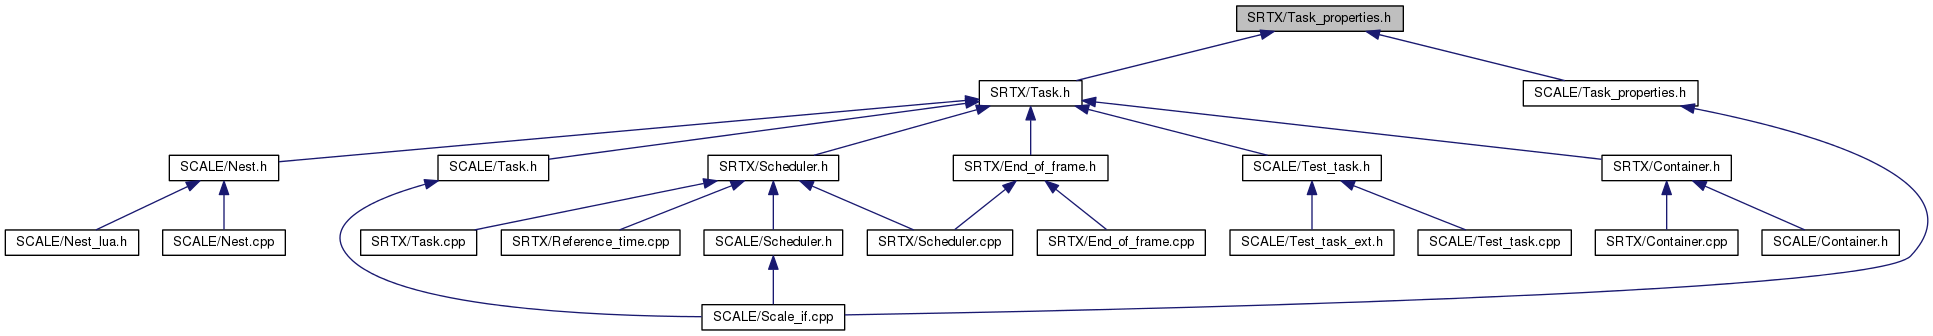 SRTX/Task_properties.h
SRTX/Task.h
SCALE/Task_properties.h
SCALE/Nest.h
SCALE/Task.h
SRTX/Scheduler.h
SRTX/End_of_frame.h
SCALE/Test_task.h
SRTX/Container.h
SCALE/Nest_lua.h
SCALE/Nest.cpp
SRTX/Task.cpp
SRTX/Reference_time.cpp
SCALE/Scheduler.h
SRTX/Scheduler.cpp
SRTX/End_of_frame.cpp
SCALE/Test_task_ext.h
SCALE/Test_task.cpp
SRTX/Container.cpp
SCALE/Container.h
SCALE/Scale_if.cpp